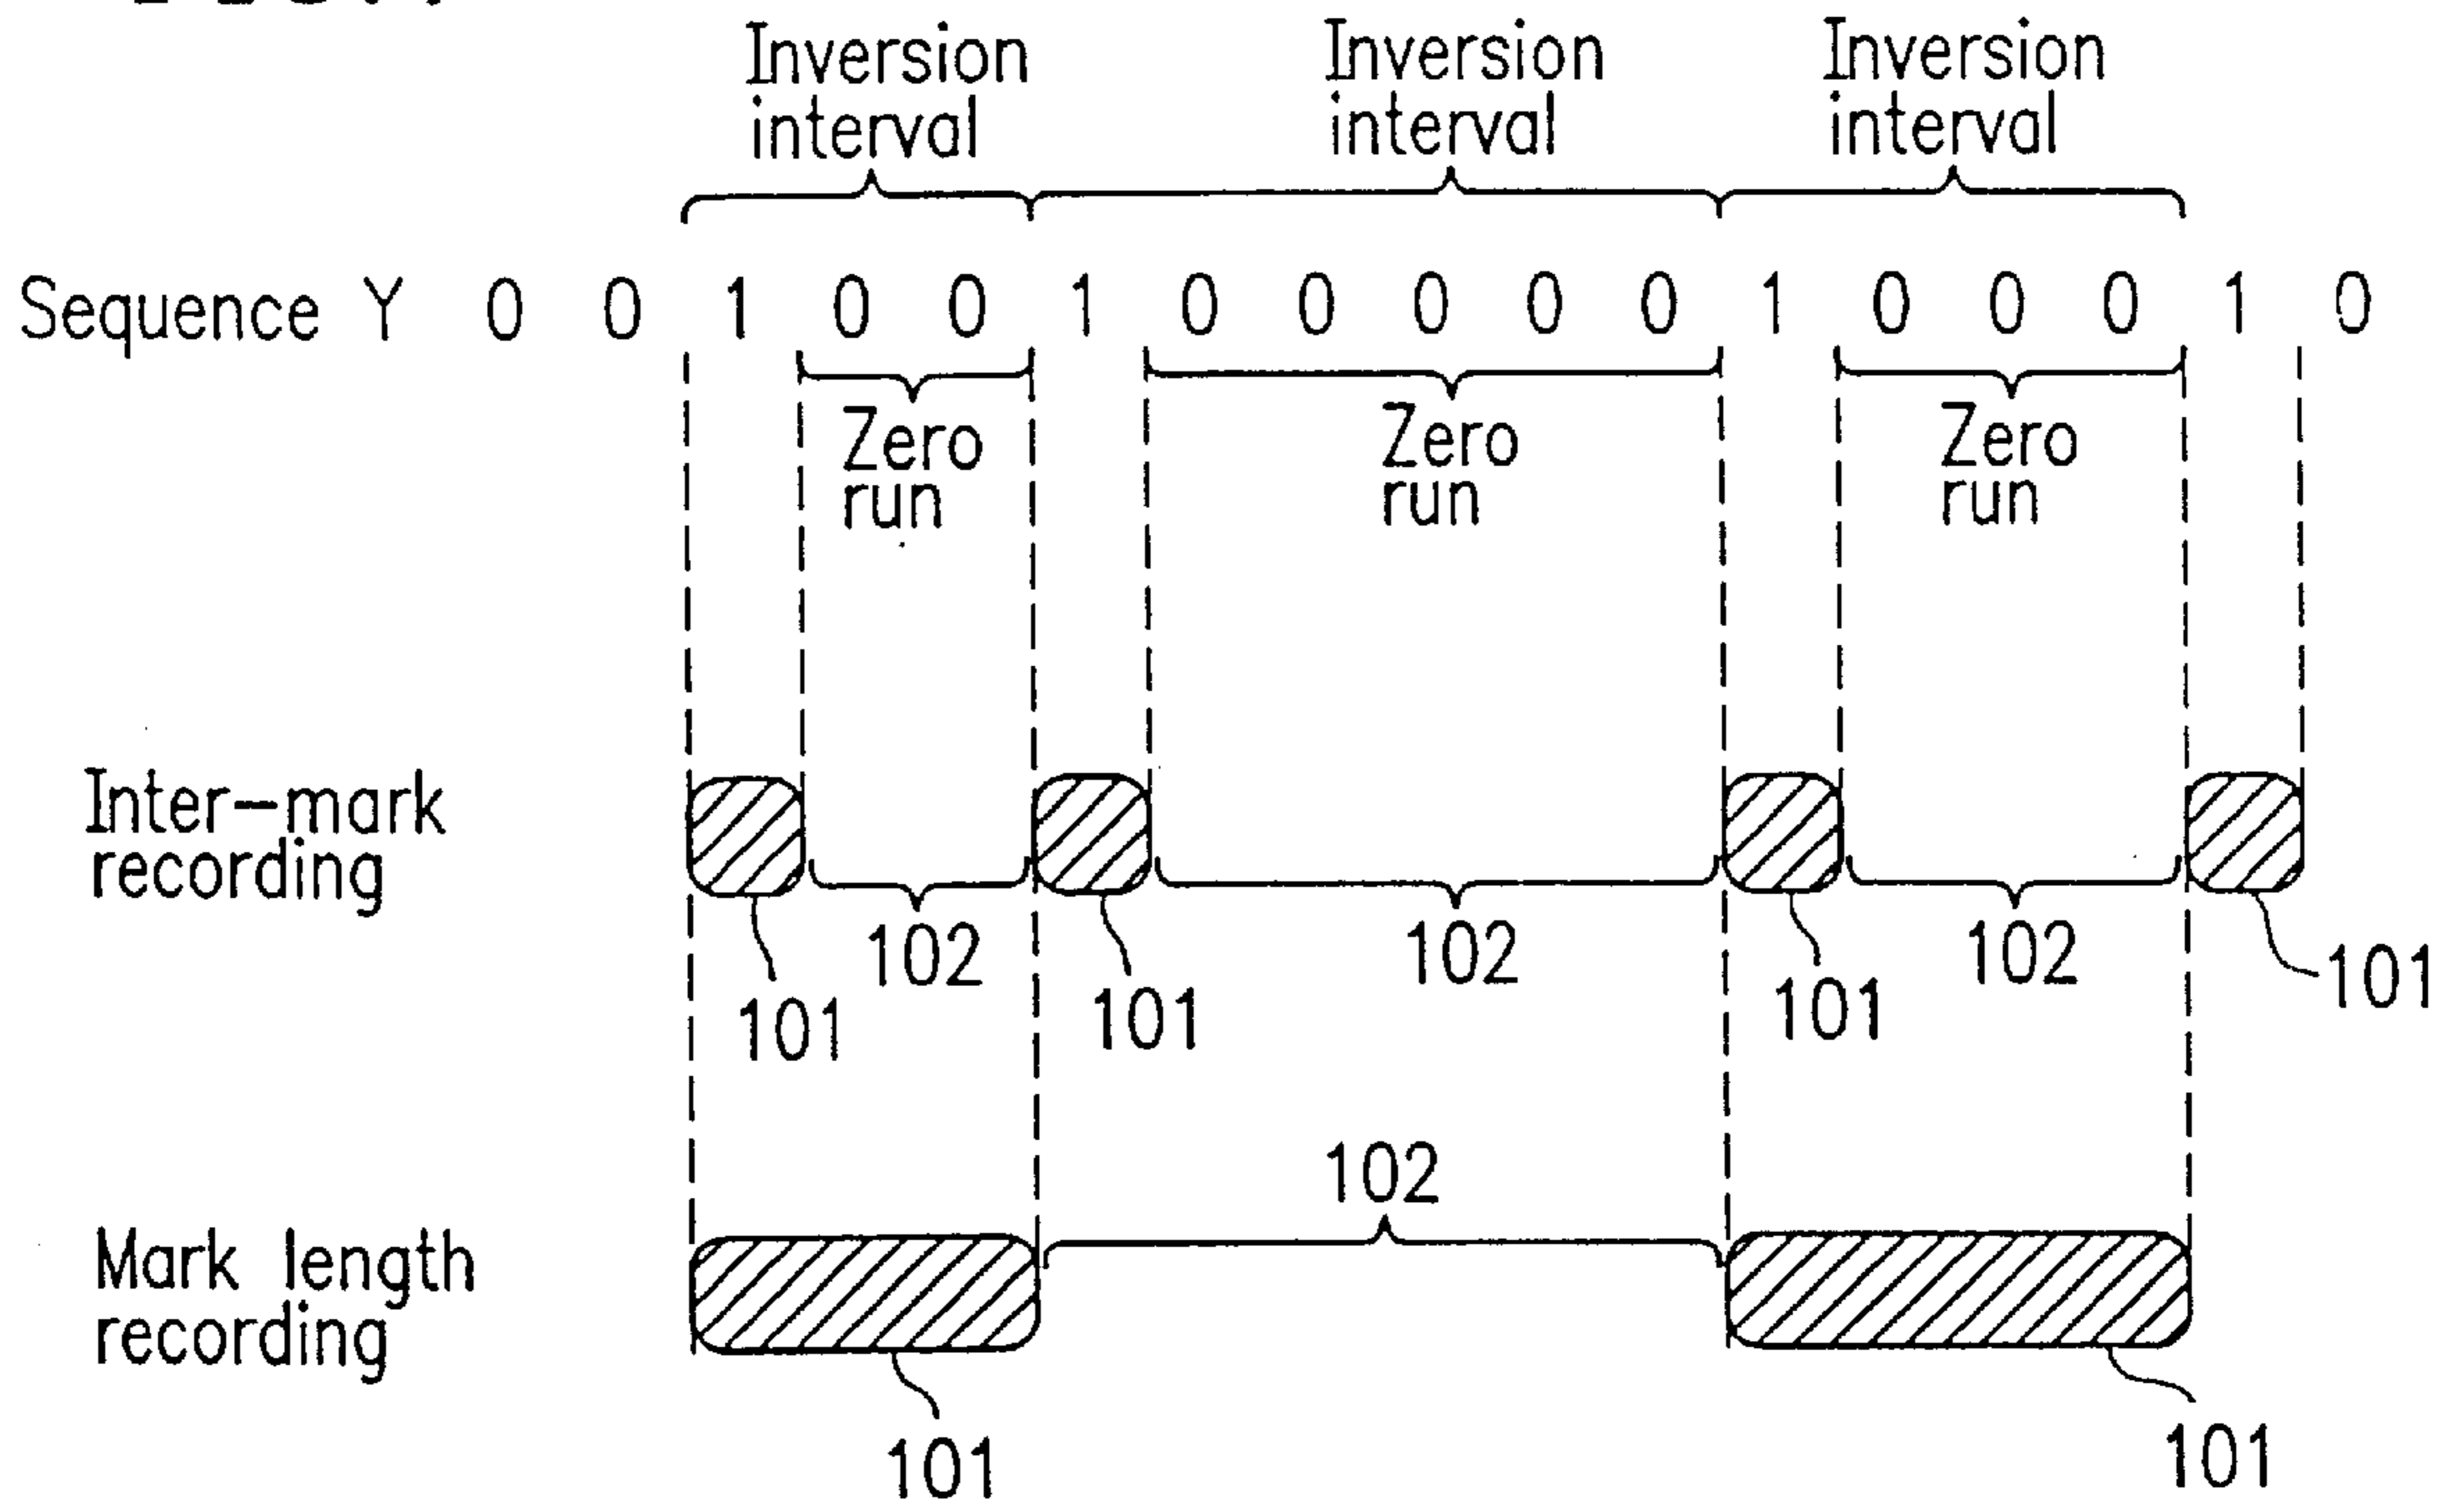 Inversion interval
Inversion interval
Inversion interval
Sequence Y 0 0 1 0 0 1 0 0 0 0 0 1 0 0 0 1 0
Zero run
Zero run
Zero run
Inter-mark recording
102
102
102
101
101
101
101
102
Mark length recording
101
101